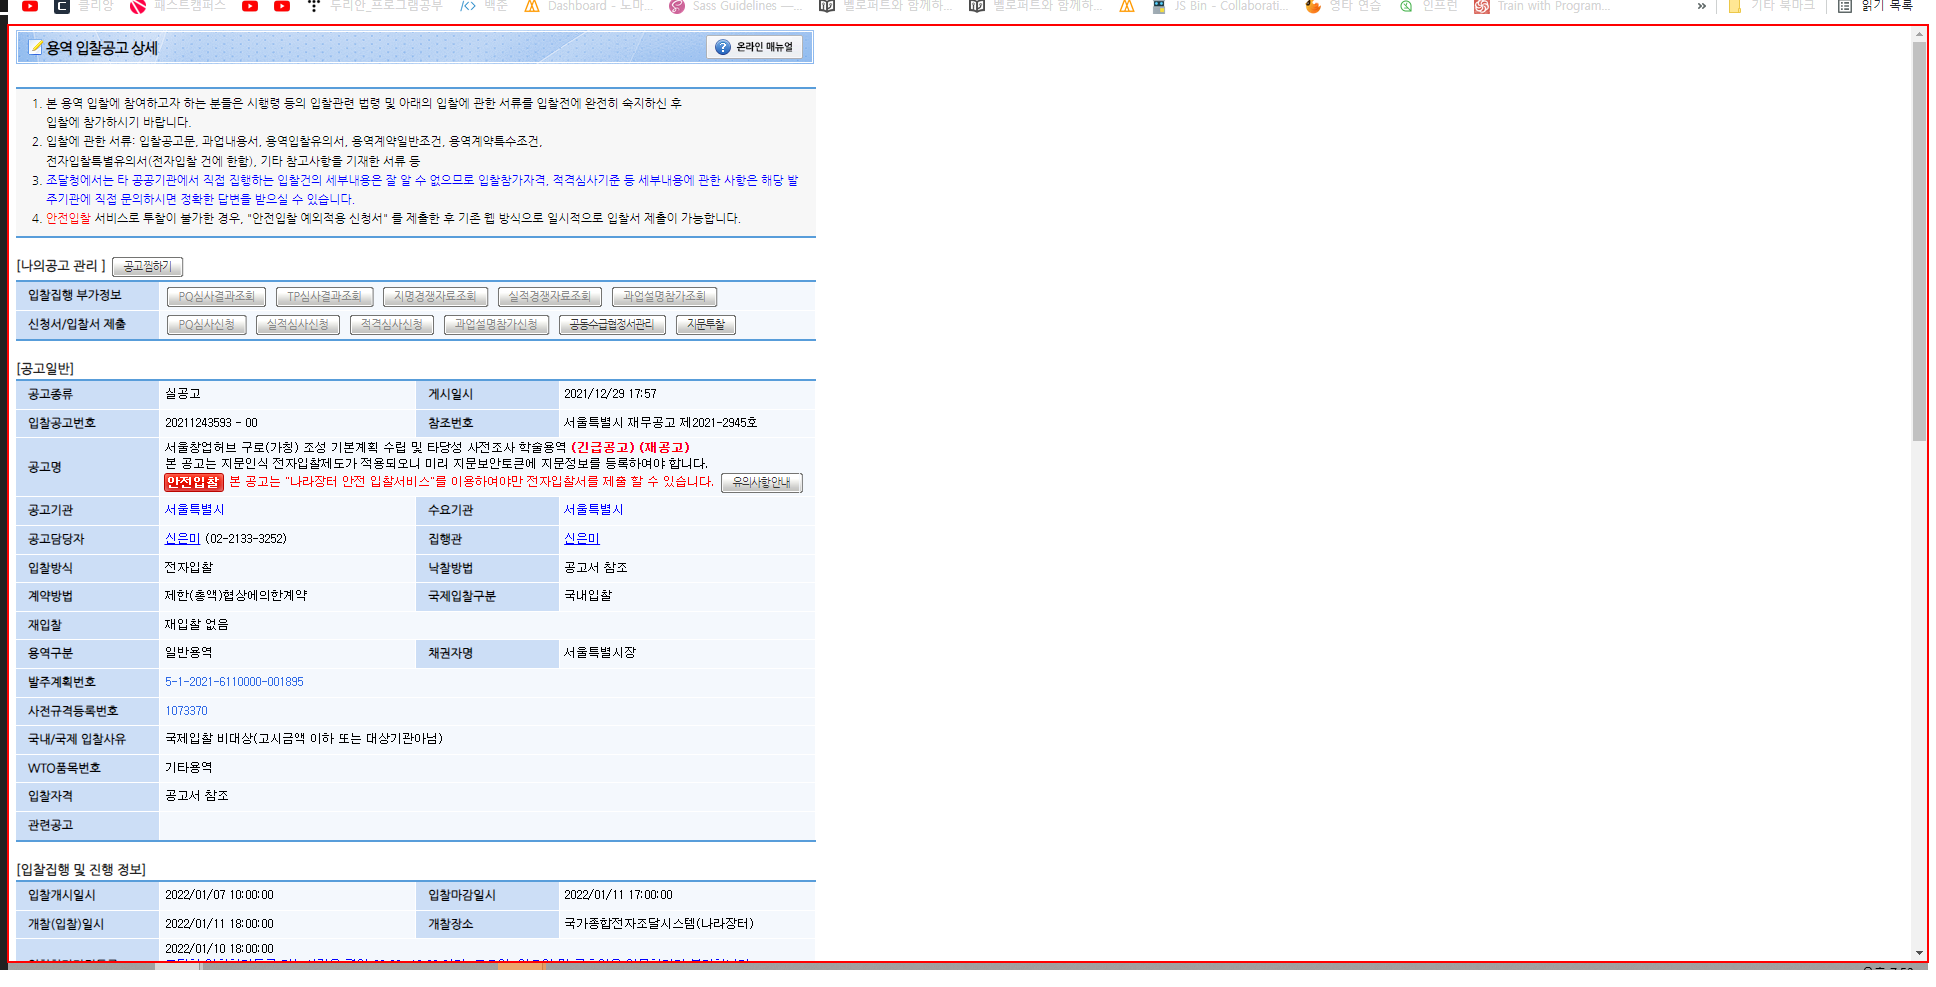 클리앙 패스트캠퍼스 두리안_프로그램공부 백준 Dashboard - 노마... Sass Guidelines —... 벨로퍼트와 함께하... 벨로퍼트와 함께하... JS Bin - Collaborati... 영타 연습 인프런 Train with Program... » 기타 북마크 읽기 목록
용역 입찰공고 상세
온라인 매뉴얼
1. 본 용역 입찰에 참여하고자 하는 분들은 시행령 등의 입찰관련 법령 및 아래의 입찰에 관한 서류를 입찰전에 완전히 숙지하신 후
입찰에 참가하시기 바랍니다.
2. 입찰에 관한 서류: 입찰공고문, 과업내용서, 용역입찰유의서, 용역계약일반조건, 용역계약특수조건,
전자입찰특별유의서(전자입찰 건에 한함), 기타 참고사항을 기재한 서류 등
3. 조달청에서는 타 공공기관에서 직접 집행하는 입찰건의 세부내용은 잘 알 수 없으므로 입찰참가자격, 적격심사기준 등 세부내용에 관한 사항은 해당 발
주기관에 직접 문의하시면 정확한 답변을 받으실 수 있습니다.
4. 안전입찰 서비스로 투찰이 불가한 경우, "안전입찰 예외적용 신청서" 를 제출한 후 기존 웹 방식으로 일시적으로 입찰서 제출이 가능합니다.
[나의공고 관리 ] 공고찜하기
입찰집행 부가정보 PQ심사결과조회 TP심사결과조회 지명경쟁자료조회 실적경쟁자료조회 과업설명참가조회
신청서/입찰서 제출 PQ심사신청 실적심사신청 적격심사신청 과업설명참가신청 공동수급협정서관리 지문투찰
[공고일반]
공고종류 실공고 게시일시 2021/12/29 17:57
입찰공고번호 20211243593 - 00 참조번호 서울특별시 재무공고 제2021-2945호
공고명 서울창업허브 구로(가칭) 조성 기본계획 수립 및 타당성 사전조사 학술용역 (긴급공고) (재공고)
본 공고는 지문인식 전자입찰제도가 적용되오니 미리 지문보안토큰에 지문정보를 등록하여야 합니다.
안전입찰 본 공고는 "나라장터 안전 입찰서비스"를 이용하여야만 전자입찰서를 제출 할 수 있습니다. 유의사항안내
공고기관 서울특별시 수요기관 서울특별시
공고담당자 신은미 (02-2133-3252) 집행관 신은미
입찰방식 전자입찰 낙찰방법 공고서 참조
계약방법 제한(총액)협상에의한계약 국제입찰구분 국내입찰
재입찰 재입찰 없음
용역구분 일반용역 채권자명 서울특별시장
발주계획번호 5-1-2021-6110000-001895
사전규격등록번호 1073370
국내/국제 입찰사유 국제입찰 비대상(고시금액 이하 또는 대상기관아님)
WTO품목번호 기타용역
입찰자격 공고서 참조
관련공고
[입찰집행 및 진행 정보]
입찰개시일시 2022/01/07 10:00:00 입찰마감일시 2022/01/11 17:00:00
개찰(입찰)일시 2022/01/11 18:00:00 개찰장소 국가종합전자조달시스템(나라장터)
2022/01/10 18:00:00